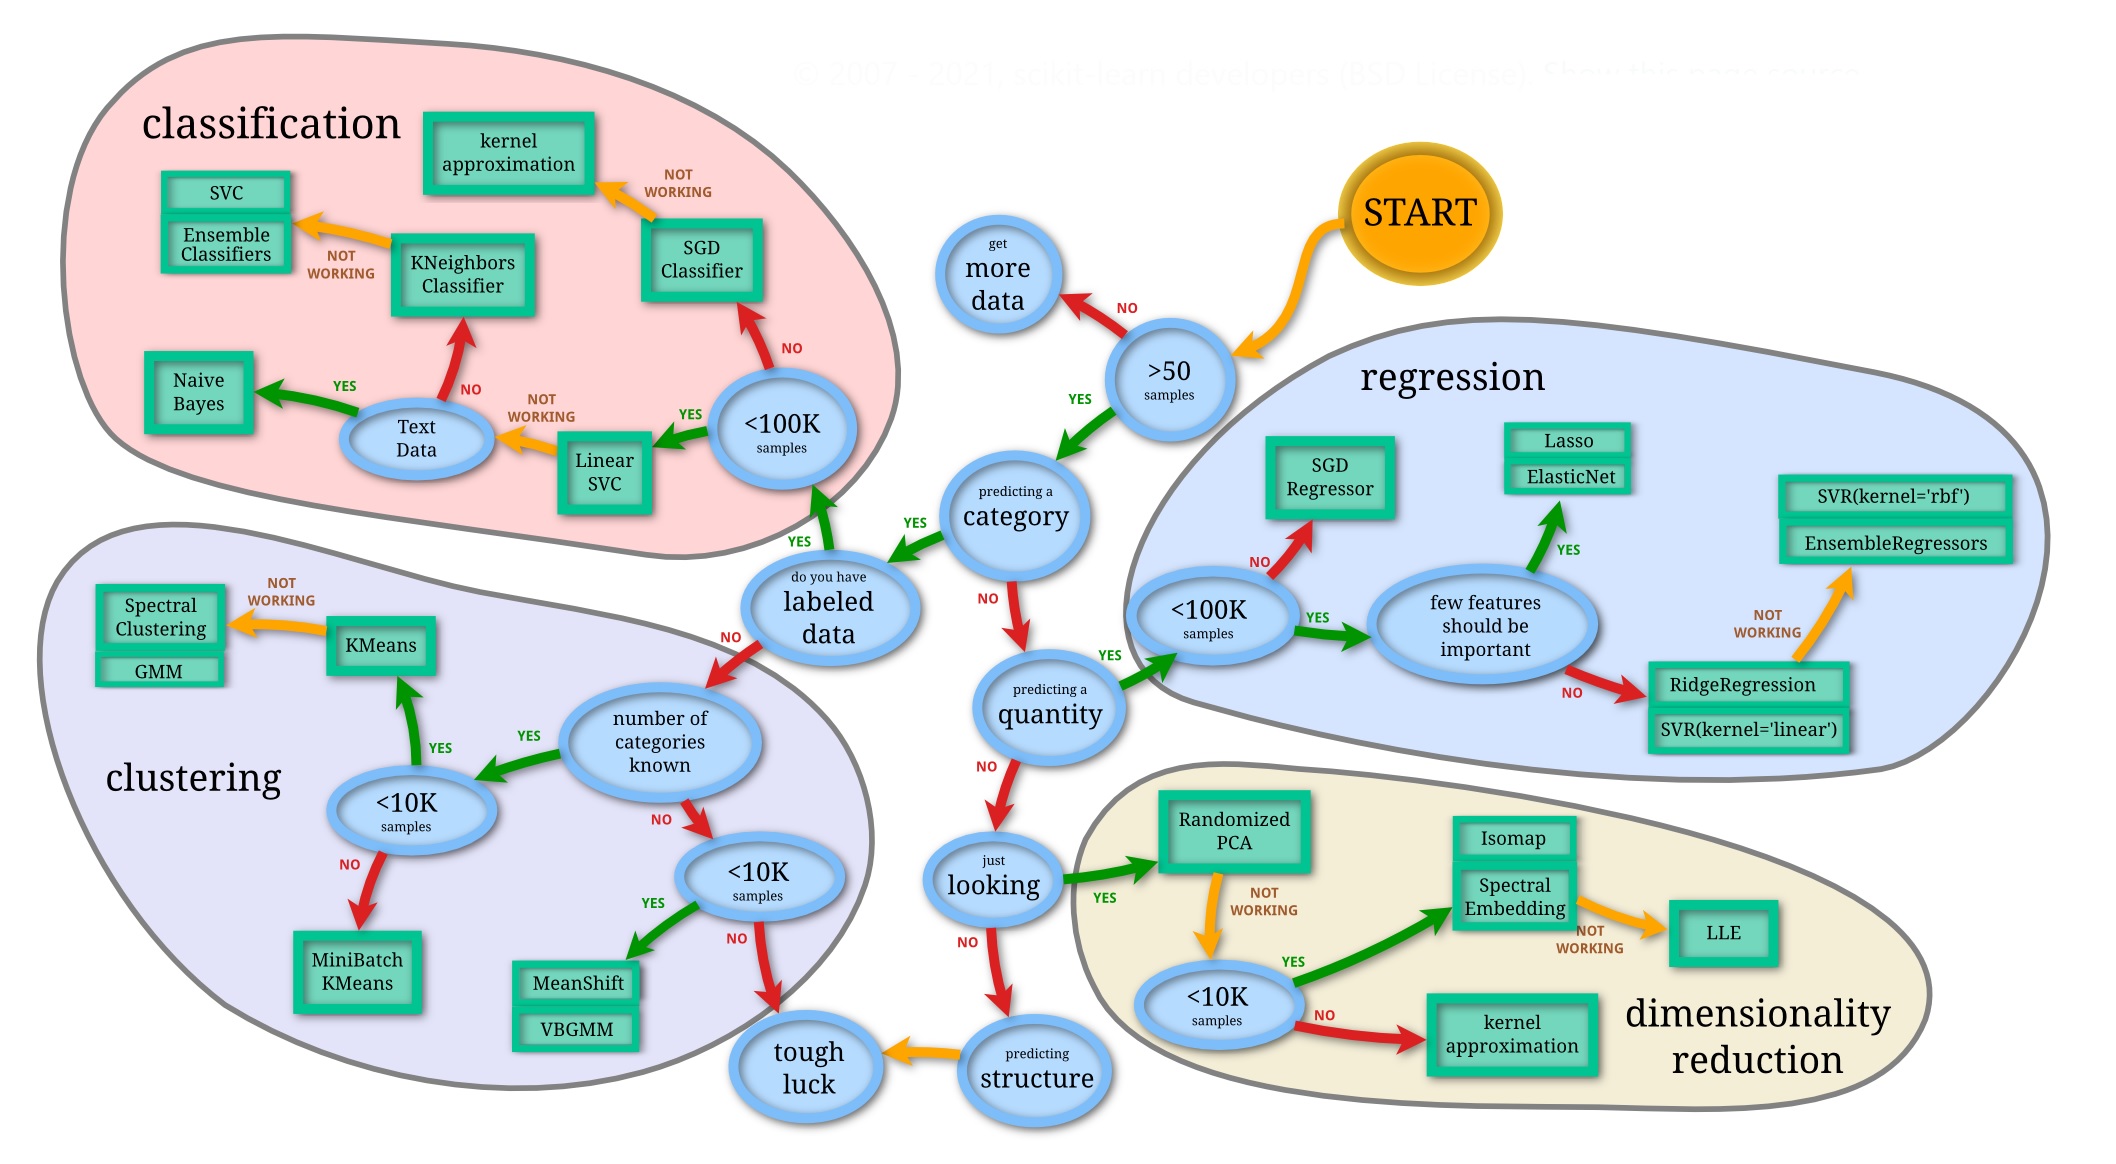 © 2007 - 2021, scikit-learn developers (BSD License). Show this page source
classification
kernel
approximation
NOT
WORKING
SVC
Ensemble
Classifiers
NOT
WORKING
KNeighbors
Classifier
SGD
Classifier
NO
Naive
Bayes
YES
NO
Text
Data
NOT
WORKING
Linear
SVC
YES
<100K
samples
START
get
more
data
NO
>50
samples
YES
predicting a
category
YES
NO
YES
do you have
labeled
data
NO
regression
SGD
Regressor
Lasso
ElasticNet
SVR(kernel='rbf')
EnsembleRegressors
NO
YES
<100K
samples
YES
few features
should be
important
NOT
WORKING
NO
RidgeRegression
SVR(kernel='linear')
YES
predicting a
quantity
NO
clustering
Spectral
Clustering
GMM
NOT
WORKING
KMeans
YES
YES
number of
categories
known
<10K
samples
NO
NO
<10K
samples
MiniBatch
KMeans
YES
NO
MeanShift
VBGMM
tough
luck
just
looking
YES
NO
predicting
structure
Randomized
PCA
NOT
WORKING
Isomap
Spectral
Embedding
NOT
WORKING
LLE
YES
<10K
samples
NO
kernel
approximation
dimensionality
reduction